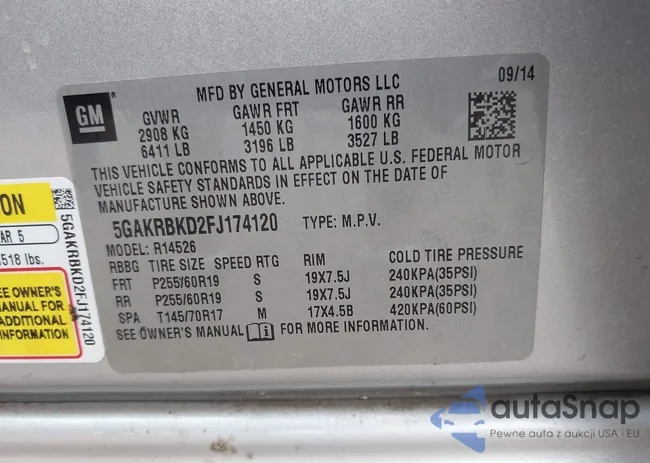 MFD BY GENERAL MOTORS LLC
09/14
GM
GVWR GAWR FRT GAWR RR
2908 KG 1450 KG 1600 KG
6411 LB 3196 LB 3527 LB
THIS VEHICLE CONFORMS TO ALL APPLICABLE U.S. FEDERAL MOTOR
VEHICLE SAFETY STANDARDS IN EFFECT ON THE DATE OF
MANUFACTURE SHOWN ABOVE.
5GAKRBKD2FJ174120 TYPE: M.P.V.
MODEL: R14526
RBBG TIRE SIZE SPEED RTG RIM COLD TIRE PRESSURE
FRT P255/60R19 S 19X7.5J 240KPA(35PSI)
RR P255/60R19 S 19X7.5J 240KPA(35PSI)
SPA T145/70R17 M 17X4.5B 420KPA(60PSI)
SEE OWNER'S MANUAL FOR MORE INFORMATION.
ON
AR 5
518 lbs.
EE OWNER'S
MANUAL FOR
ADDITIONAL
INFORMATION
5GAKRBKD2FJ174120
autoSnap
Pewne auta z aukcji USA i EU